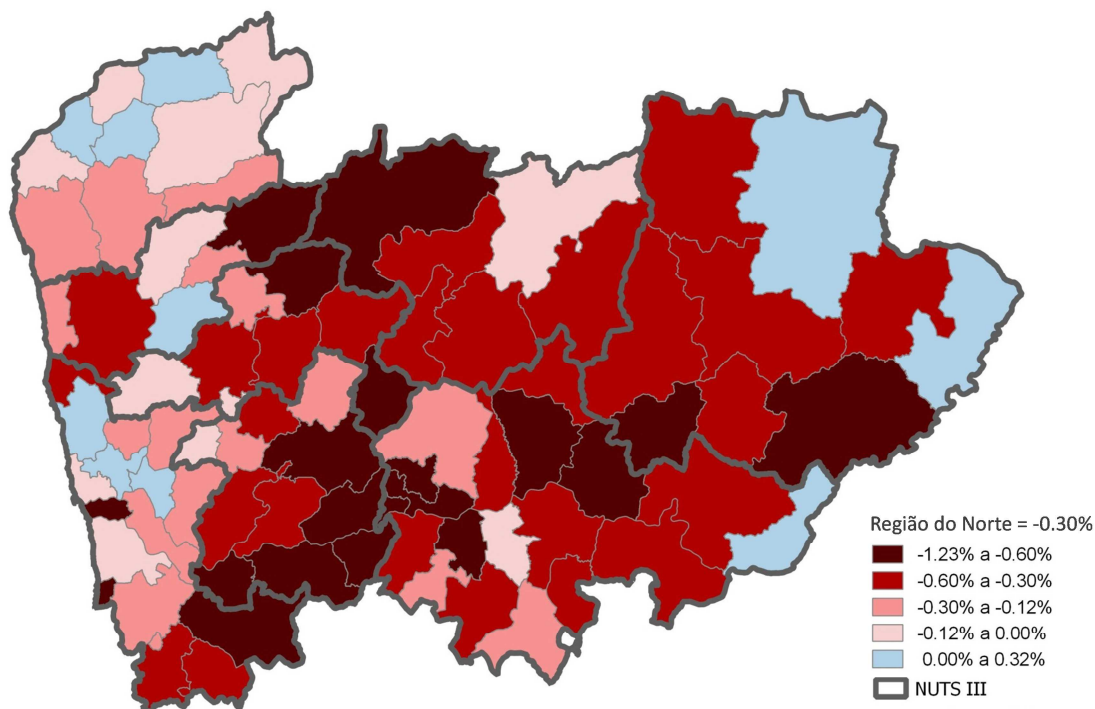 Região do Norte = -0.30%
-1.23% a -0.60%
-0.60% a -0.30%
-0.30% a -0.12%
-0.12% a 0.00%
0.00% a 0.32%
NUTS III